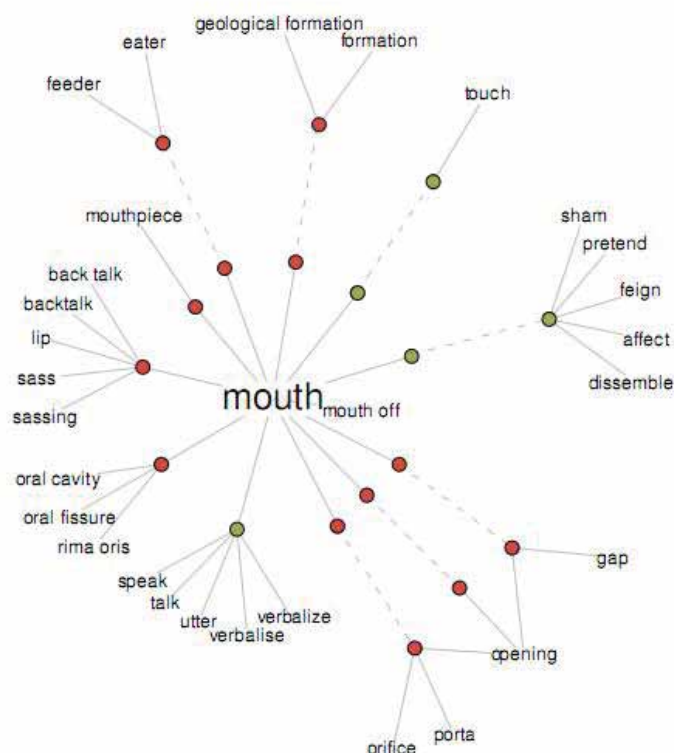 geological formation
formation
eater
feeder
touch
mouthpiece
sham
pretend
back talk
feign
backtalk
lip
affect
sass
dissemble
mouth
mouth off
sassing
oral cavity
oral fissure
rima oris
gap
speak
talk
utter
verbalise
verbalize
opening
porta
orifice